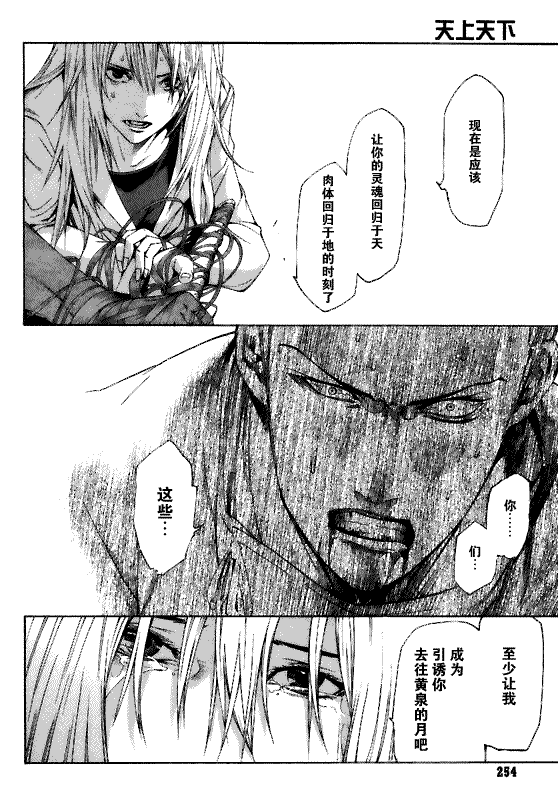 天上天下
现在是应该
让你的灵魂回归于天
肉体回归于地的时刻了
你……
们…
这些…
至少让我
成为
引诱你
去往黄泉的月吧
254